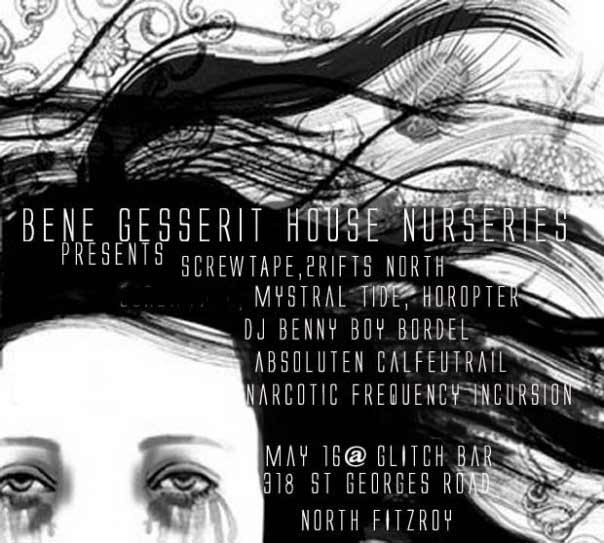 BENE GESSERIT HOUSE NURSERIES
PRESENTS
SCREWTAPE, 2RIFTS NORTH
MYSTRAL TIDE, HOROPTER
DJ BENNY BOY BORDEL
ABSOLUTEN CALFEUTRAIL
NARCOTIC FREQUENCY INCURSION
MAY 16@ GLITCH BAR
318 ST GEORGES ROAD
NORTH FITZROY